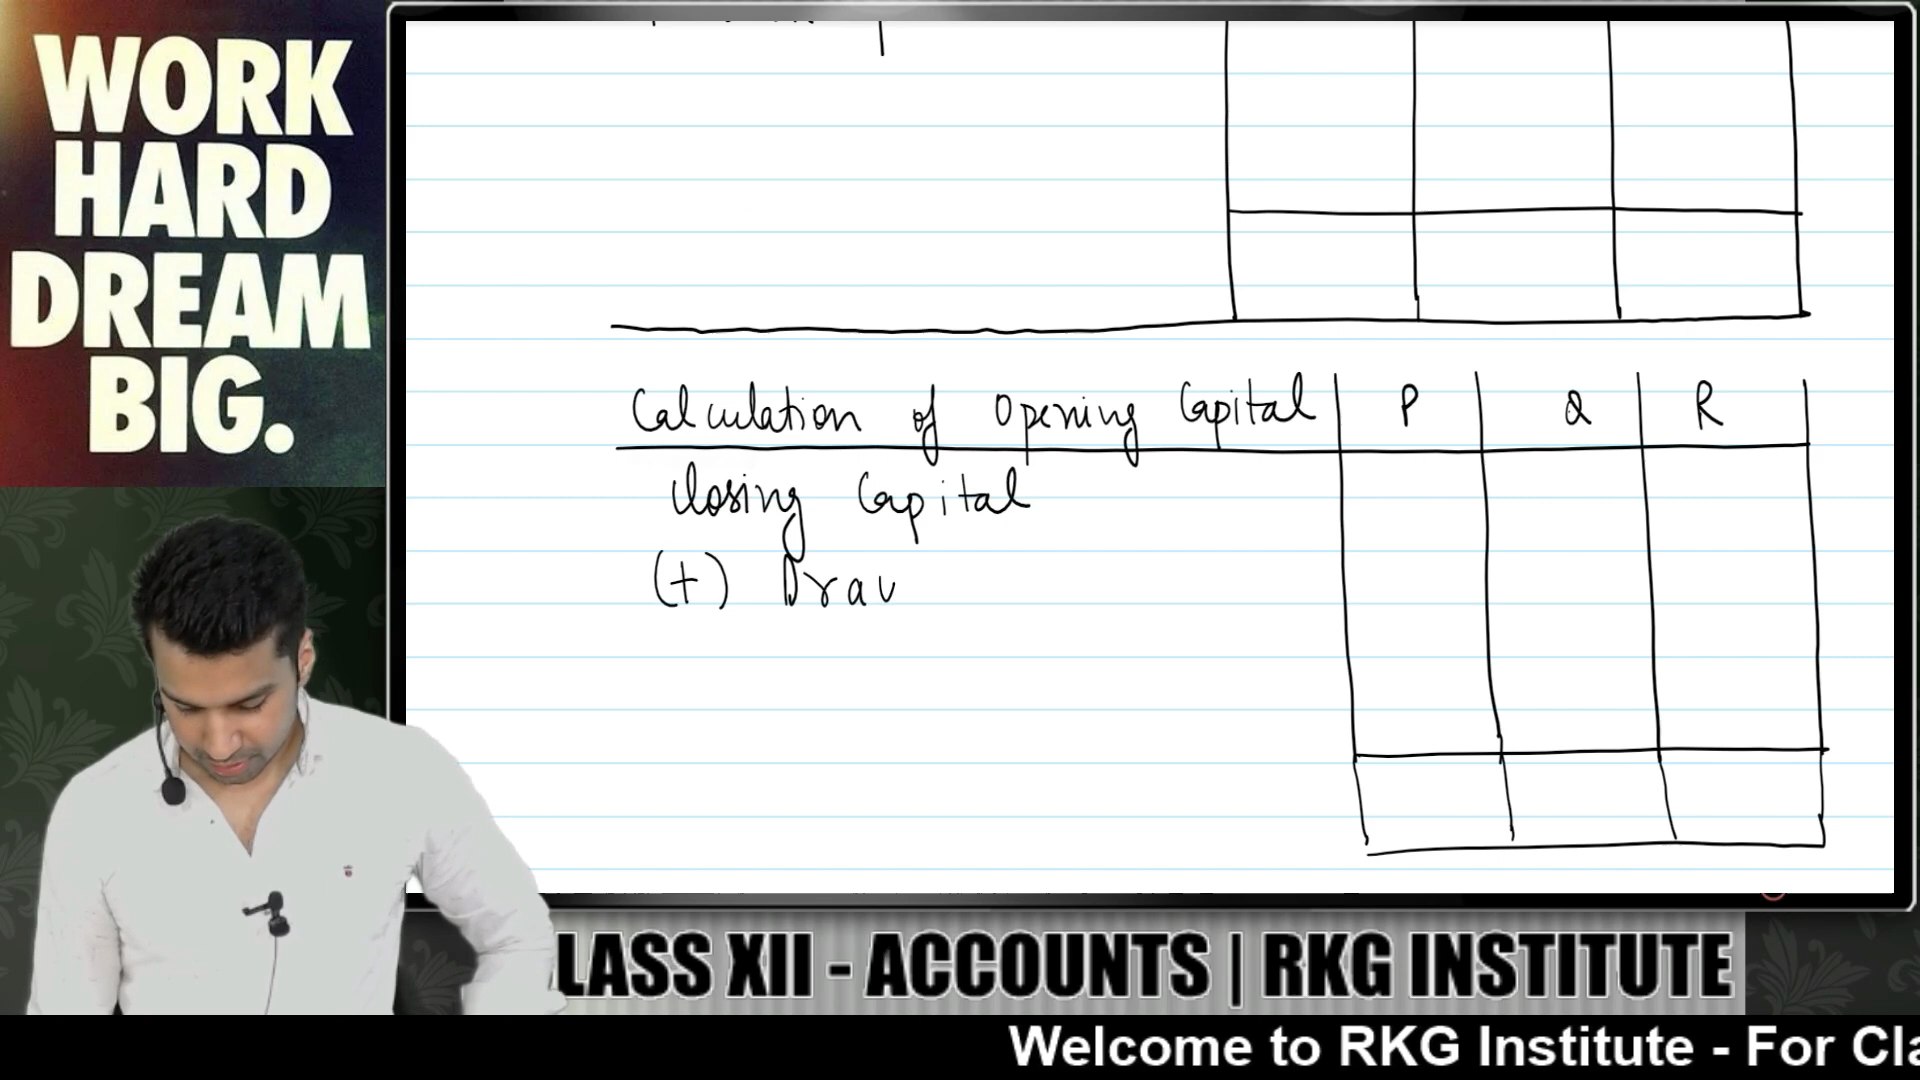 WORK
HARD
DREAM
BIG.
Calculation of Opening Capital P Q R
Closing Capital
(+) Drav
LASS XII - ACCOUNTS | RKG INSTITUTE
Welcome to RKG Institute - For Cla